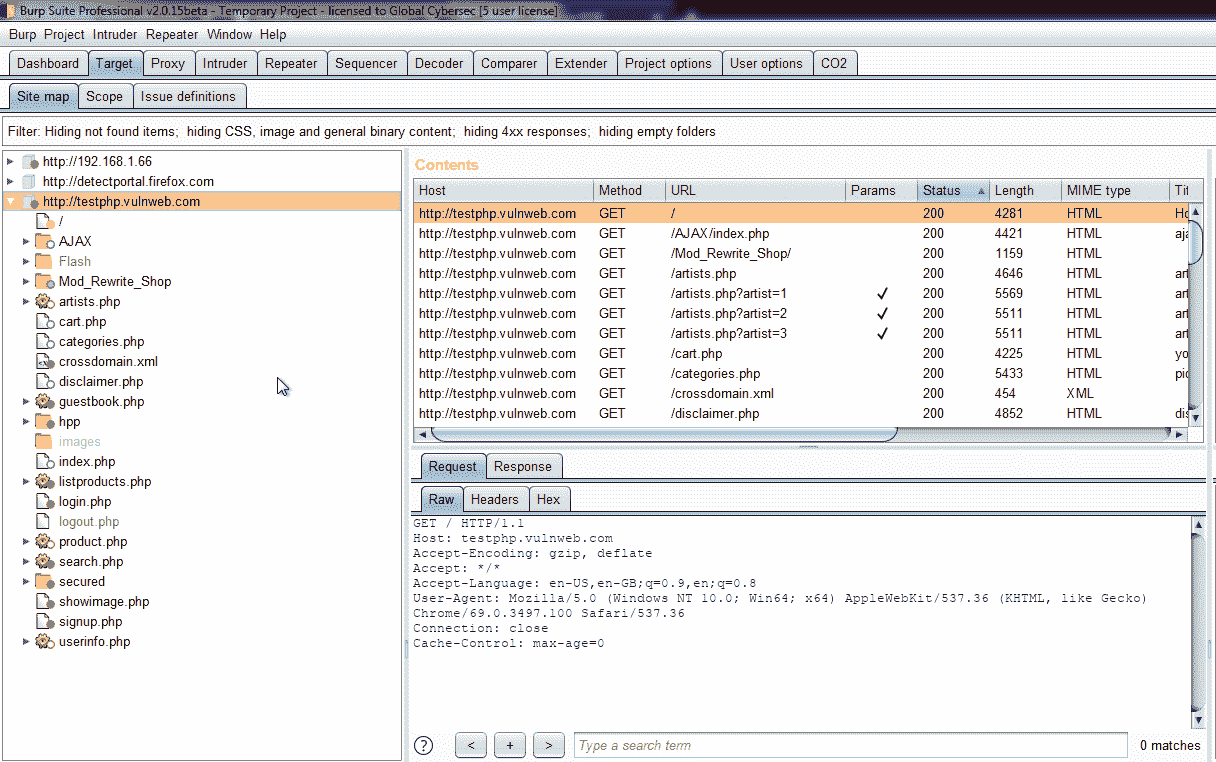 Burp Suite Professional v2.0.15beta - Temporary Project - licensed to Global Cybersec [5 user license]
Burp Project Intruder Repeater Window Help
Dashboard Target Proxy Intruder Repeater Sequencer Decoder Comparer Extender Project options User options CO2
Site map Scope Issue definitions
Filter: Hiding not found items; hiding CSS, image and general binary content; hiding 4xx responses; hiding empty folders
http://192.168.1.66
http://detectportal.firefox.com
http://testphp.vulnweb.com
/
AJAX
Flash
Mod_Rewrite_Shop
artists.php
cart.php
categories.php
crossdomain.xml
disclaimer.php
guestbook.php
hpp
images
index.php
listproducts.php
login.php
logout.php
product.php
search.php
secured
showimage.php
signup.php
userinfo.php
Contents
Host Method URL Params Status Length MIME type Tit
http://testphp.vulnweb.com GET / 200 4281 HTML Ho
http://testphp.vulnweb.com GET /AJAX/index.php 200 4421 HTML aja
http://testphp.vulnweb.com GET /Mod_Rewrite_Shop/ 200 1159 HTML
http://testphp.vulnweb.com GET /artists.php 200 4646 HTML art
http://testphp.vulnweb.com GET /artists.php?artist=1 ✓ 200 5569 HTML art
http://testphp.vulnweb.com GET /artists.php?artist=2 ✓ 200 5511 HTML art
http://testphp.vulnweb.com GET /artists.php?artist=3 ✓ 200 5511 HTML art
http://testphp.vulnweb.com GET /cart.php 200 4225 HTML yo
http://testphp.vulnweb.com GET /categories.php 200 5433 HTML pic
http://testphp.vulnweb.com GET /crossdomain.xml 200 454 XML
http://testphp.vulnweb.com GET /disclaimer.php 200 4852 HTML dis
Request Response
Raw Headers Hex
GET / HTTP/1.1
Host: testphp.vulnweb.com
Accept-Encoding: gzip, deflate
Accept: */*
Accept-Language: en-US,en-GB;q=0.9,en;q=0.8
User-Agent: Mozilla/5.0 (Windows NT 10.0; Win64; x64) AppleWebKit/537.36 (KHTML, like Gecko)
Chrome/69.0.3497.100 Safari/537.36
Connection: close
Cache-Control: max-age=0
? < + > Type a search term 0 matches